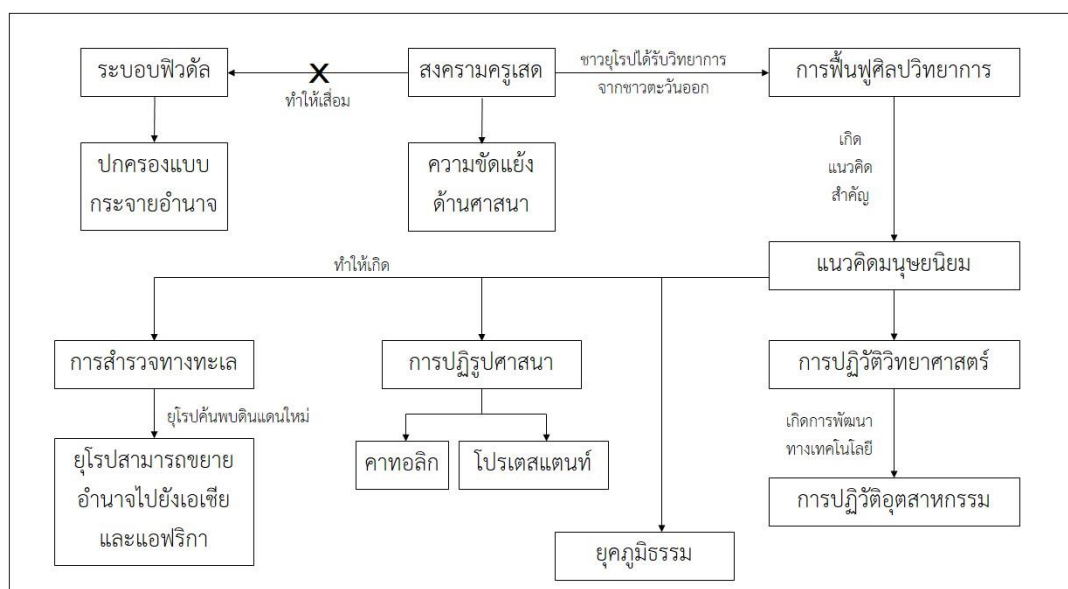 ระบอบฟิวดัล
X
ทำให้เสื่อม
สงครามครูเสด
ชาวยุโรปได้รับวิทยาการ
จากชาวตะวันออก
การฟื้นฟูศิลปวิทยาการ
ปกครองแบบ
กระจายอำนาจ
ความขัดแย้ง
ด้านศาสนา
เกิด
แนวคิด
สำคัญ
ทำให้เกิด
แนวคิดมนุษยนิยม
การสำรวจทางทะเล
การปฏิรูปศาสนา
การปฏิวัติวิทยาศาสตร์
ยุโรปค้นพบดินแดนใหม่
เกิดการพัฒนา
ทางเทคโนโลยี
ยุโรปสามารถขยาย
อำนาจไปยังเอเชีย
และแอฟริกา
คาทอลิก
โปรเตสแตนท์
การปฏิวัติอุตสาหกรรม
ยุคภูมิธรรม